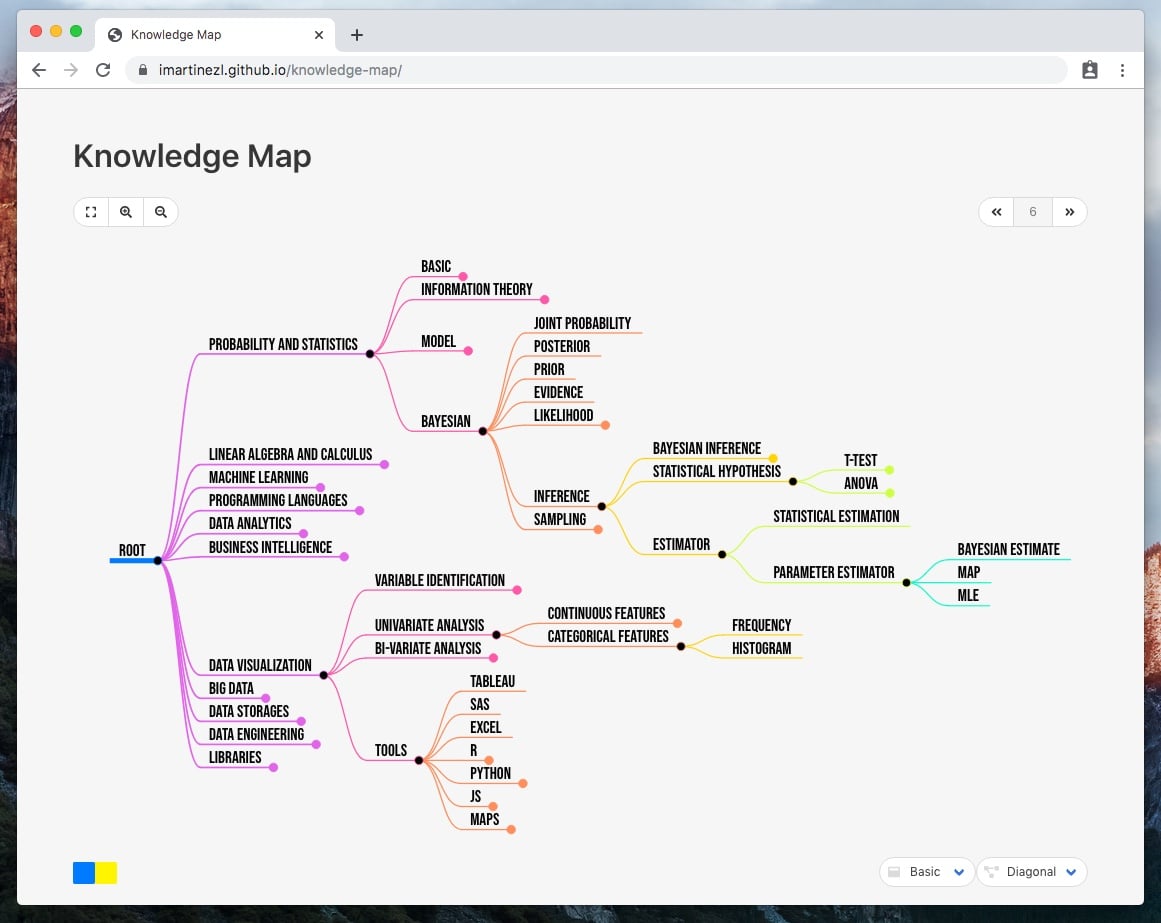 Knowledge Map
imartinezl.github.io/knowledge-map/
Knowledge Map
6
BASIC
INFORMATION THEORY
JOINT PROBABILITY
PROBABILITY AND STATISTICS
MODEL
POSTERIOR
PRIOR
EVIDENCE
BAYESIAN
LIKELIHOOD
LINEAR ALGEBRA AND CALCULUS
BAYESIAN INFERENCE
MACHINE LEARNING
STATISTICAL HYPOTHESIS
T-TEST
ANOVA
PROGRAMMING LANGUAGES
INFERENCE
DATA ANALYTICS
SAMPLING
STATISTICAL ESTIMATION
BUSINESS INTELLIGENCE
ESTIMATOR
ROOT
BAYESIAN ESTIMATE
PARAMETER ESTIMATOR
MAP
MLE
VARIABLE IDENTIFICATION
CONTINUOUS FEATURES
UNIVARIATE ANALYSIS
FREQUENCY
CATEGORICAL FEATURES
BI-VARIATE ANALYSIS
HISTOGRAM
DATA VISUALIZATION
TABLEAU
BIG DATA
SAS
DATA STORAGES
EXCEL
DATA ENGINEERING
TOOLS
R
LIBRARIES
PYTHON
JS
MAPS
Basic
Diagonal